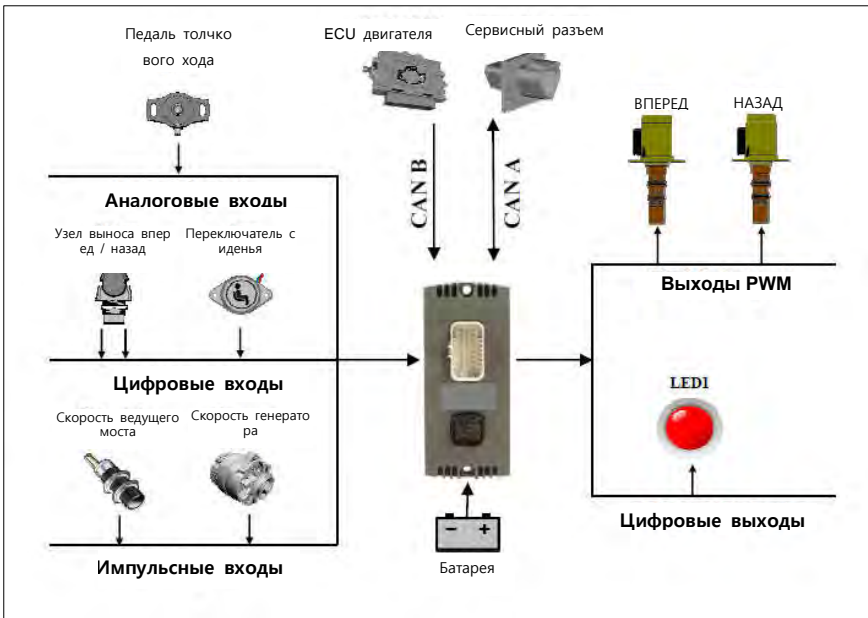 Педаль толчко
вого хода
ECU двигателя
Сервисный разъем
ВПЕРЕД
НАЗАД
CAN B
CAN A
Аналоговые входы
Узел выноса впер
ед / назад
Переключатель с
иденья
Выходы PWM
Цифровые входы
LED1
Скорость ведущего
моста
Скорость генерато
ра
Цифровые выходы
Импульсные входы
Батарея